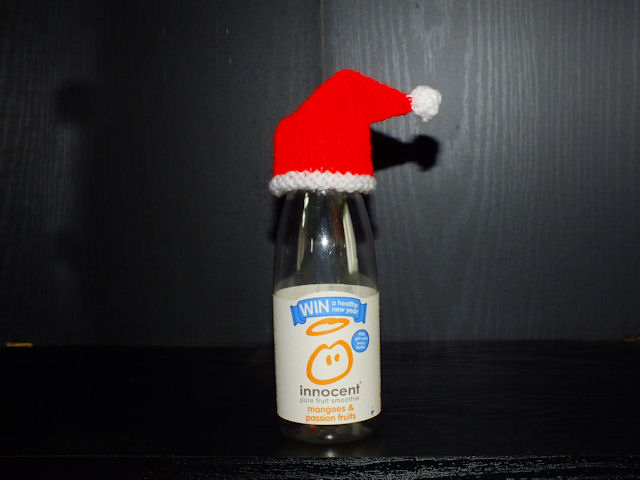 WIN a healthy
new year
innocent
pure fruit smoothie
mangoes &
passion fruits